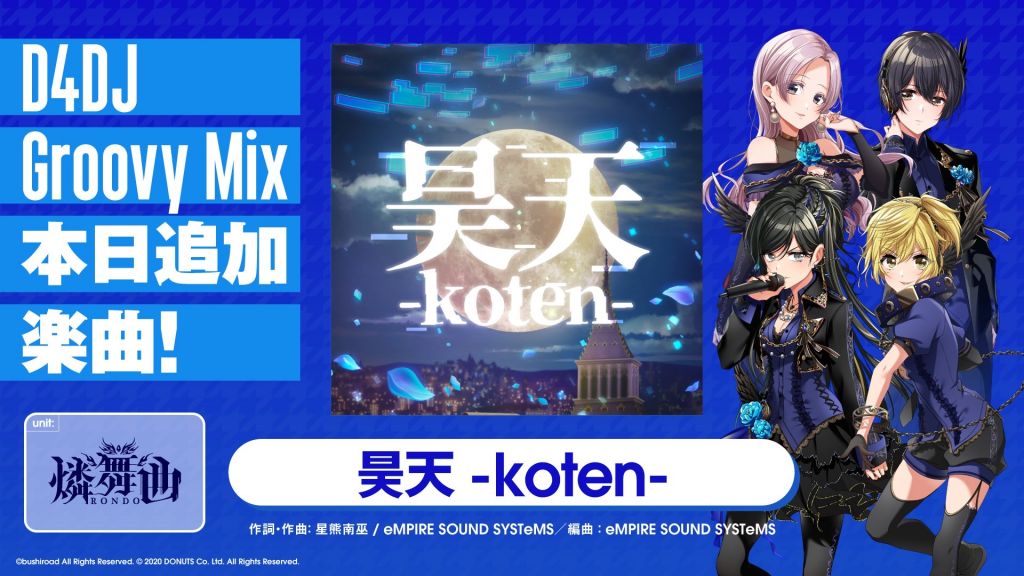 D4DJ
Groovy Mix
本日追加
楽曲!
昊天
-koten-
unit:
燐舞曲
RONDO
昊天 -koten-
作詞・作曲: 星熊南巫 / eMPIRE SOUND SYSTeMS／編曲：eMPIRE SOUND SYSTeMS
©bushiroad All Rights Reserved. © 2020 DONUTS Co. Ltd. All Rights Reserved.